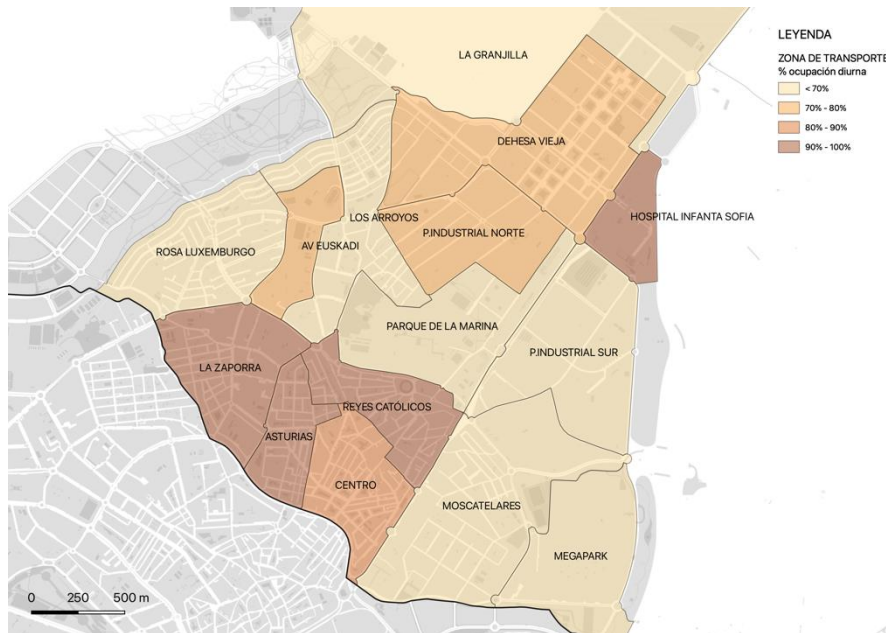 LEYENDA
ZONA DE TRANSPORTE
% ocupación diurna
< 70%
70% - 80%
80% - 90%
90% - 100%
LA GRANJILLA
DEHESA VIEJA
HOSPITAL INFANTA SOFIA
LOS ARROYOS
P.INDUSTRIAL NORTE
AV EUSKADI
ROSA LUXEMBURGO
PARQUE DE LA MARINA
P.INDUSTRIAL SUR
LA ZAPORRA
REYES CATÓLICOS
ASTURIAS
CENTRO
MOSCATELARES
MEGAPARK
0 250 500 m